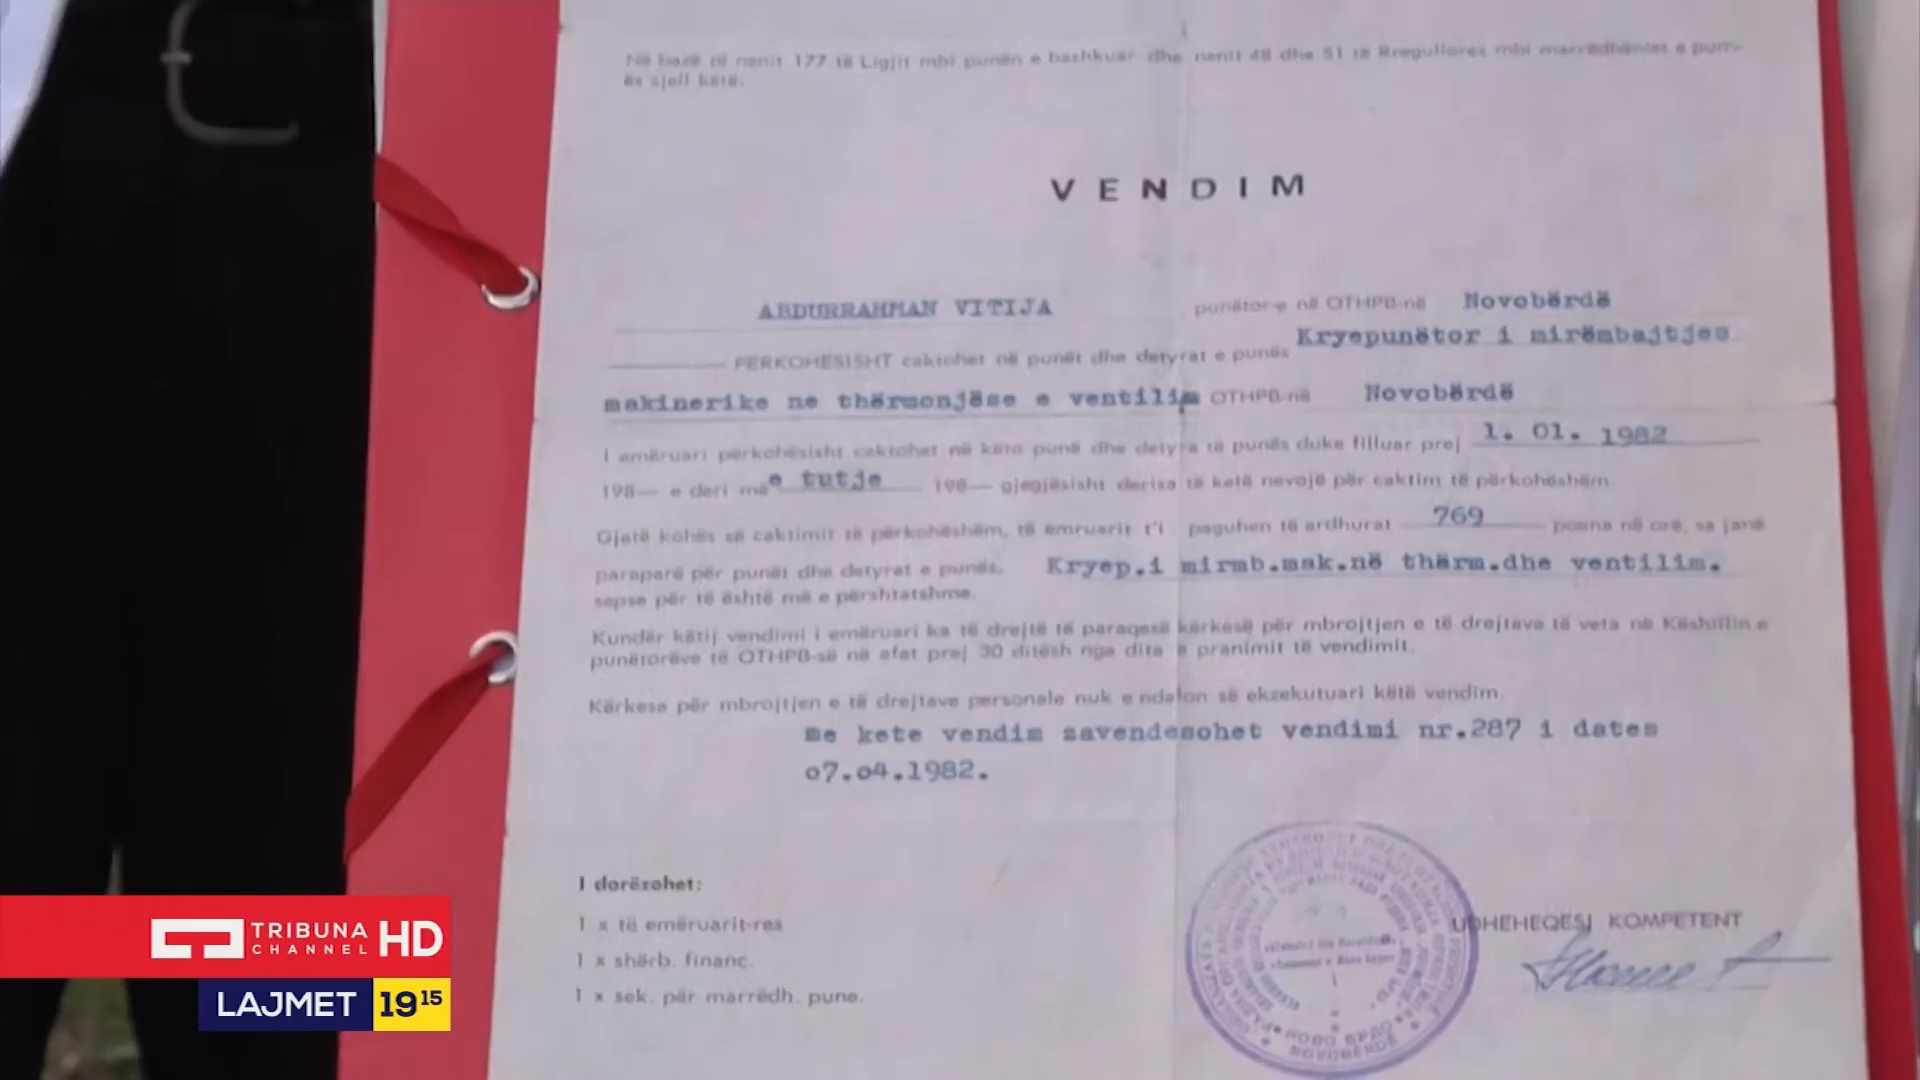 Në bazë të nenit 177 të Ligjit mbi punën e bashkuar dhe nenit 48 dhe 51 të Rregullores mbi marrëdhëniet e punës
ës sjell këtë:
VENDIM
ABDURRAHMAN VITIJA punëtor-e në OTHPB-në Novobërdë
PËRKOHËSISHT caktohet në punët dhe detyrat e punës Kryepunëtor i mirëmbajtjes
makinerike ne thërmonjëse e ventilim OTHPB-në Novobërdë
I emëruari përkohësisht caktohet në këto punë dhe detyra të punës duke filluar prej 1. 01. 1982
198— e deri më e tutje 198— gjegjësisht derisa të ketë nevojë për caktim të përkohëshëm.
Gjatë kohës së caktimit të përkohëshëm, të emruarit t'i paguhen të ardhurat 769 poena në orë, sa janë
paraparë për punët dhe detyrat e punës, Kryep.i mirmb.mak.në thërm.dhe ventilim.
sepse për të është më e përshtatshme.
Kundër këtij vendimi i emëruari ka të drejtë të paraqesë kërkesë për mbrojtjen e të drejtave të veta në Këshillin e
punëtorëve të OTHPB-së në afat prej 30 ditësh nga dita e pranimit të vendimit.
Kërkesa për mbrojtjen e të drejtave personale nuk e ndalon së ekzekutuari këtë vendim.
me kete vendim zavendesohet vendimi nr.287 i dates
o7.o4.1982.
I dorëzohet:
1 x të emëruarit-res
1 x shërb. financ.
1 x sek. për marrëdh. pune.
UDHEHEQESI KOMPETENT
НОВО БРДО
NOVOBËRDË
TRIBUNA
CHANNEL
HD
LAJMET 19 15